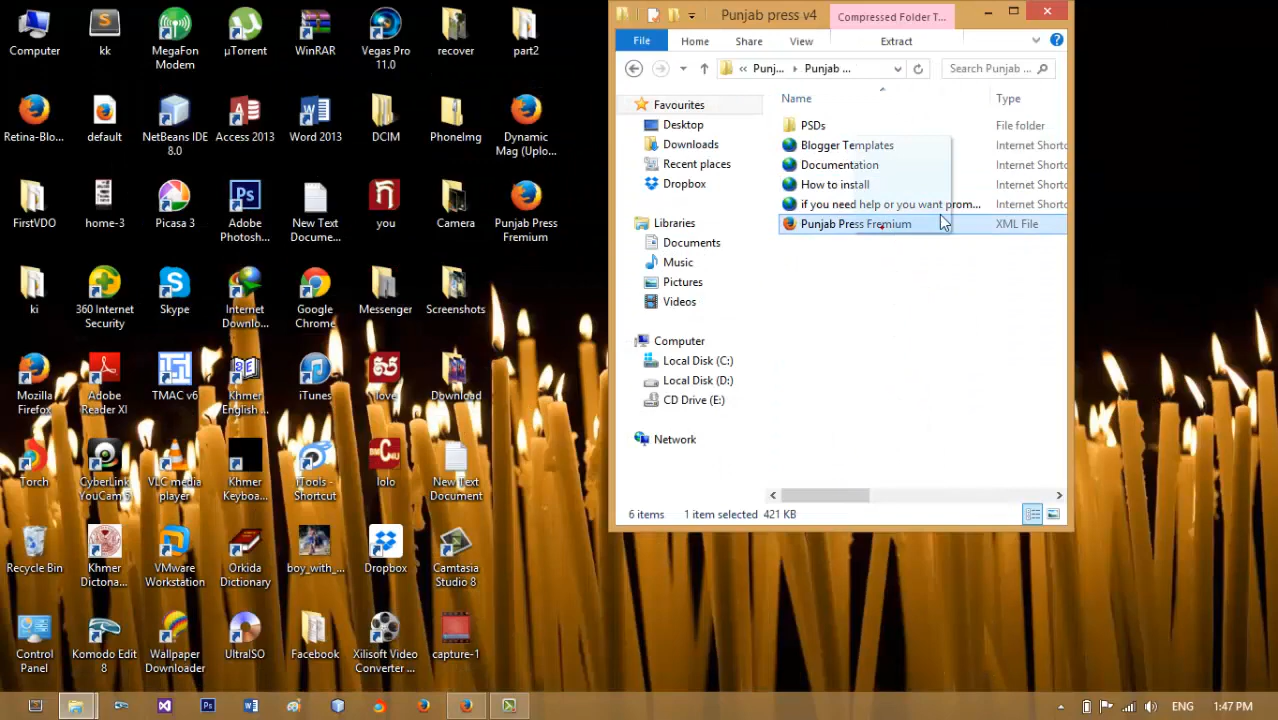 Computer
kk
MegaFon
Modem
µTorrent
WinRAR
Vegas Pro
11.0
recover
part2
Retina-Blo...
default
NetBeans IDE
8.0
Access 2013
Word 2013
DCIM
PhoneImg
Dynamic
Mag (Uplo...
FirstVDO
home-3
Picasa 3
Adobe
Photosh...
New Text
Docume...
you
Camera
Punjab Press
Fremium
ki
360 Internet
Security
Skype
Internet
Downlo...
Google
Chrome
Messenger
Screenshots
Mozilla
Firefox
Adobe
Reader XI
TMAC v6
Khmer
English ...
iTunes
love
Download
Torch
CyberLink
YouCam 5
VLC media
player
Khmer
Keyboa...
iTools -
Shortcut
lolo
New Text
Document
Recycle Bin
Khmer
Dictona...
VMware
Workstation
Orkida
Dictionary
boy_with_...
Dropbox
Camtasia
Studio 8
Control
Panel
Komodo Edit
8
Wallpaper
Downloader
UltraISO
Facebook
Xilisoft Video
Converter ...
capture-1
Punjab press v4
Compressed Folder T...
File
Home
Share
View
Extract
« Punj...
Punjab ...
Search Punjab ...
Favourites
Desktop
Downloads
Recent places
Dropbox
Libraries
Documents
Music
Pictures
Videos
Computer
Local Disk (C:)
Local Disk (D:)
CD Drive (E:)
Network
Name
Type
PSDs
File folder
Blogger Templates
Internet Shortc
Documentation
Internet Shortc
How to install
Internet Shortc
if you need help or you want prom...
Internet Shortc
Punjab Press Fremium
XML File
6 items
1 item selected 421 KB
ENG
1:47 PM